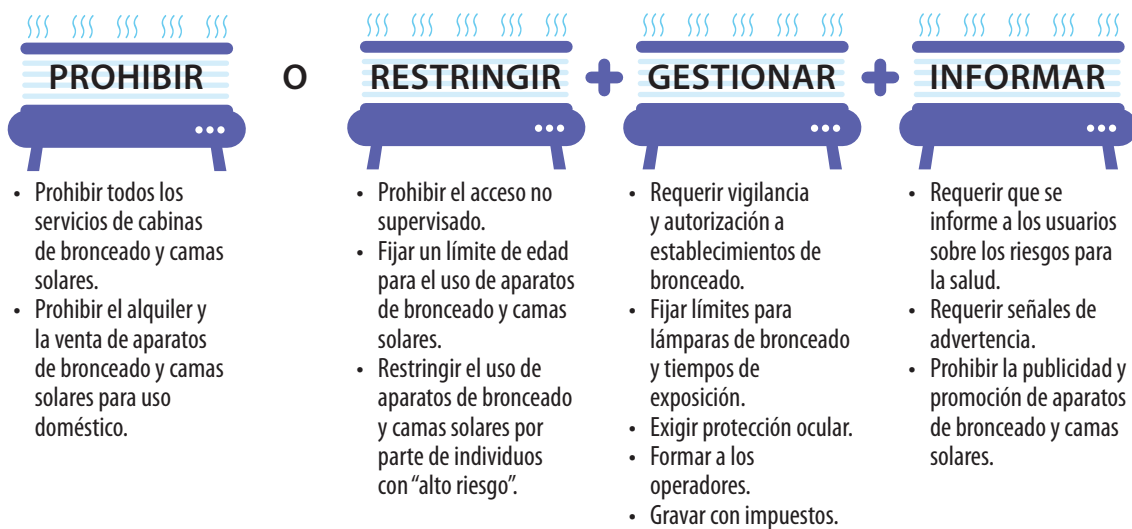 PROHIBIR
O
RESTRINGIR
GESTIONAR
INFORMAR
• Prohibir todos los
servicios de cabinas
de bronceado y camas
solares.
• Prohibir el alquiler y
la venta de aparatos
de bronceado y camas
solares para uso
doméstico.
• Prohibir el acceso no
supervisado.
• Fijar un límite de edad
para el uso de aparatos
de bronceado y camas
solares.
• Restringir el uso de
aparatos de bronceado
y camas solares por
parte de individuos
con “alto riesgo”.
• Requerir vigilancia
y autorización a
establecimientos de
bronceado.
• Fijar límites para
lámparas de bronceado
y tiempos de
exposición.
• Exigir protección ocular.
• Formar a los
operadores.
• Gravar con impuestos.
• Requerir que se
informe a los usuarios
sobre los riesgos para
la salud.
• Requerir señales de
advertencia.
• Prohibir la publicidad y
promoción de aparatos
de bronceado y camas
solares.